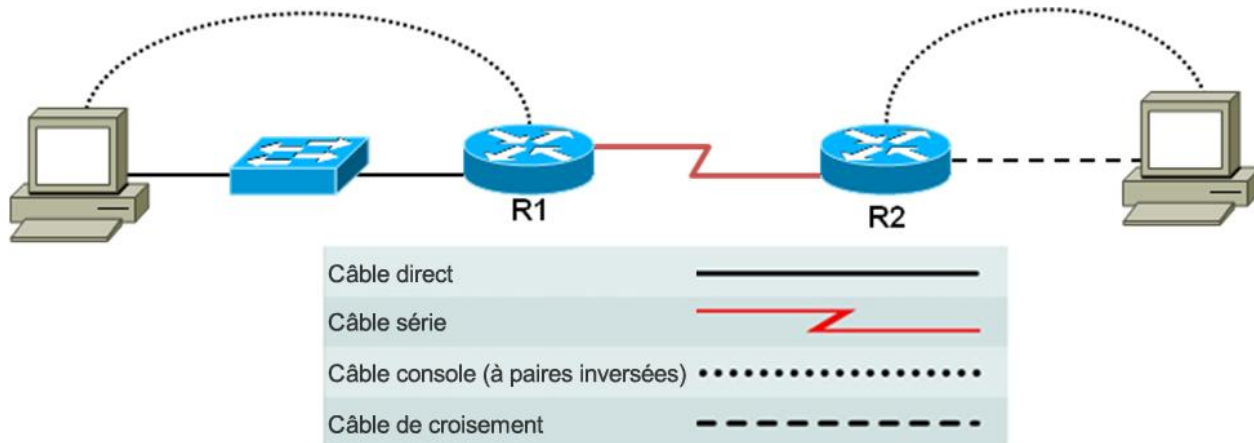 R1
R2
Câble direct
Câble série
Câble console (à paires inversées)
Câble de croisement